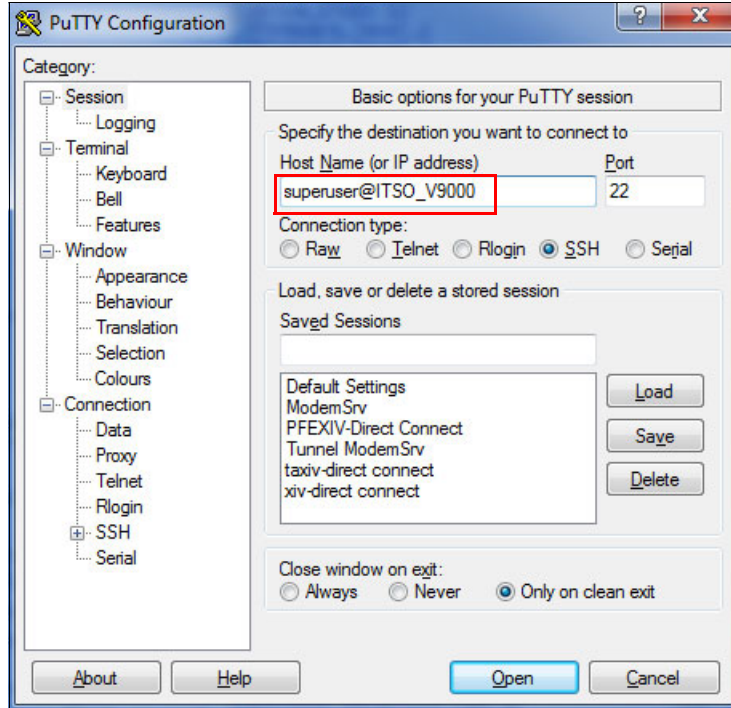 PuTTY Configuration
?
X
Category:
Session
Logging
Terminal
Keyboard
Bell
Features
Window
Appearance
Behaviour
Translation
Selection
Colours
Connection
Data
Proxy
Telnet
Rlogin
SSH
Serial
Basic options for your PuTTY session
Specify the destination you want to connect to
Host Name (or IP address) Port
superuser@ITSO_V9000 22
Connection type:
Raw Telnet Rlogin SSH Serial
Load, save or delete a stored session
Saved Sessions
Default Settings
ModemSrv
PFEXIV-Direct Connect
Tunnel ModemSrv
taxiv-direct connect
xiv-direct connect
Load
Save
Delete
Close window on exit:
Always Never Only on clean exit
About Help Open Cancel